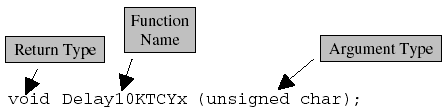 Function
Name
Return Type
Argument Type
void Delay10KTCYx (unsigned char);